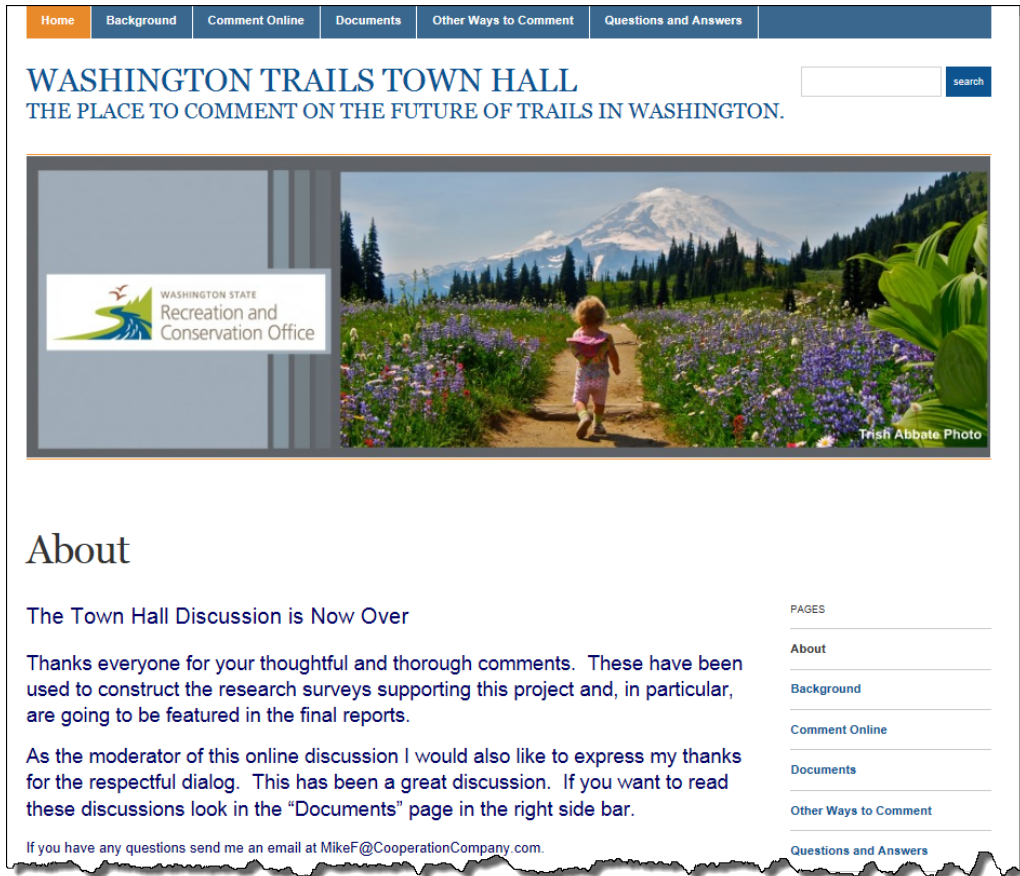 Home Background Comment Online Documents Other Ways to Comment Questions and Answers
WASHINGTON TRAILS TOWN HALL
search
THE PLACE TO COMMENT ON THE FUTURE OF TRAILS IN WASHINGTON.
WASHINGTON STATE
Recreation and
Conservation Office
Trish Abbate Photo
About
The Town Hall Discussion is Now Over
Thanks everyone for your thoughtful and thorough comments.  These have been
used to construct the research surveys supporting this project and, in particular,
are going to be featured in the final reports.
As the moderator of this online discussion I would also like to express my thanks
for the respectful dialog.  This has been a great discussion.  If you want to read
these discussions look in the “Documents” page in the right side bar.
If you have any questions send me an email at MikeF@CooperationCompany.com.
PAGES
About
Background
Comment Online
Documents
Other Ways to Comment
Questions and Answers